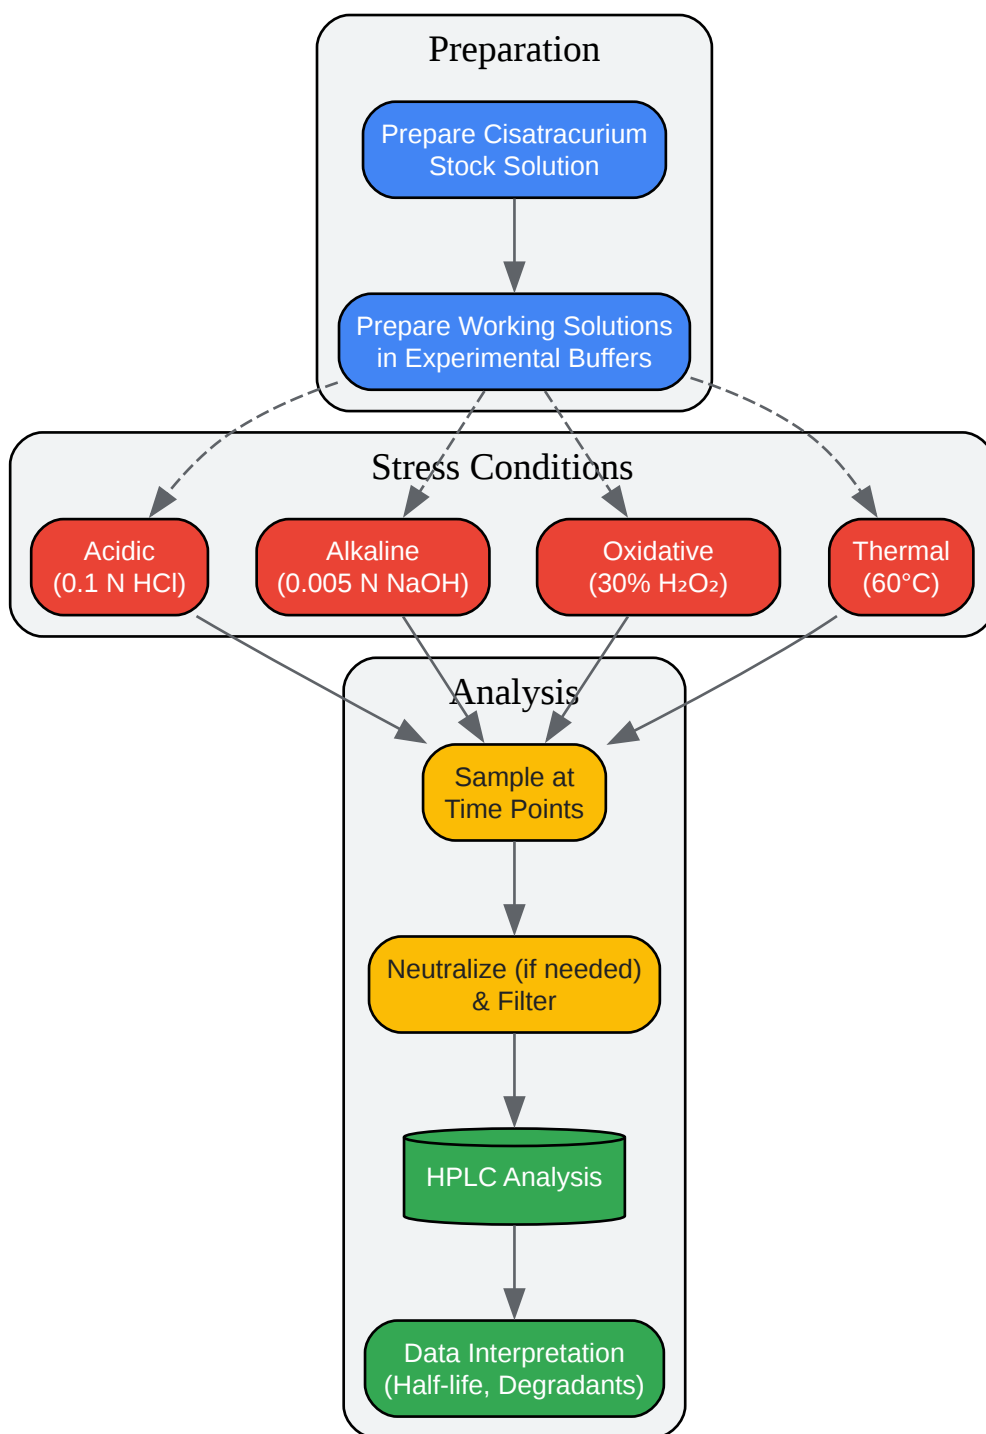 Preparation
Prepare Cisatracurium
Stock Solution
Prepare Working Solutions
in Experimental Buffers
Stress Conditions
Acidic
(0.1 N HCl)
Alkaline
(0.005 N NaOH)
Oxidative
(30% H₂O₂)
Thermal
(60°C)
Analysis
Sample at
Time Points
Neutralize (if needed)
& Filter
HPLC Analysis
Data Interpretation
(Half-life, Degradants)